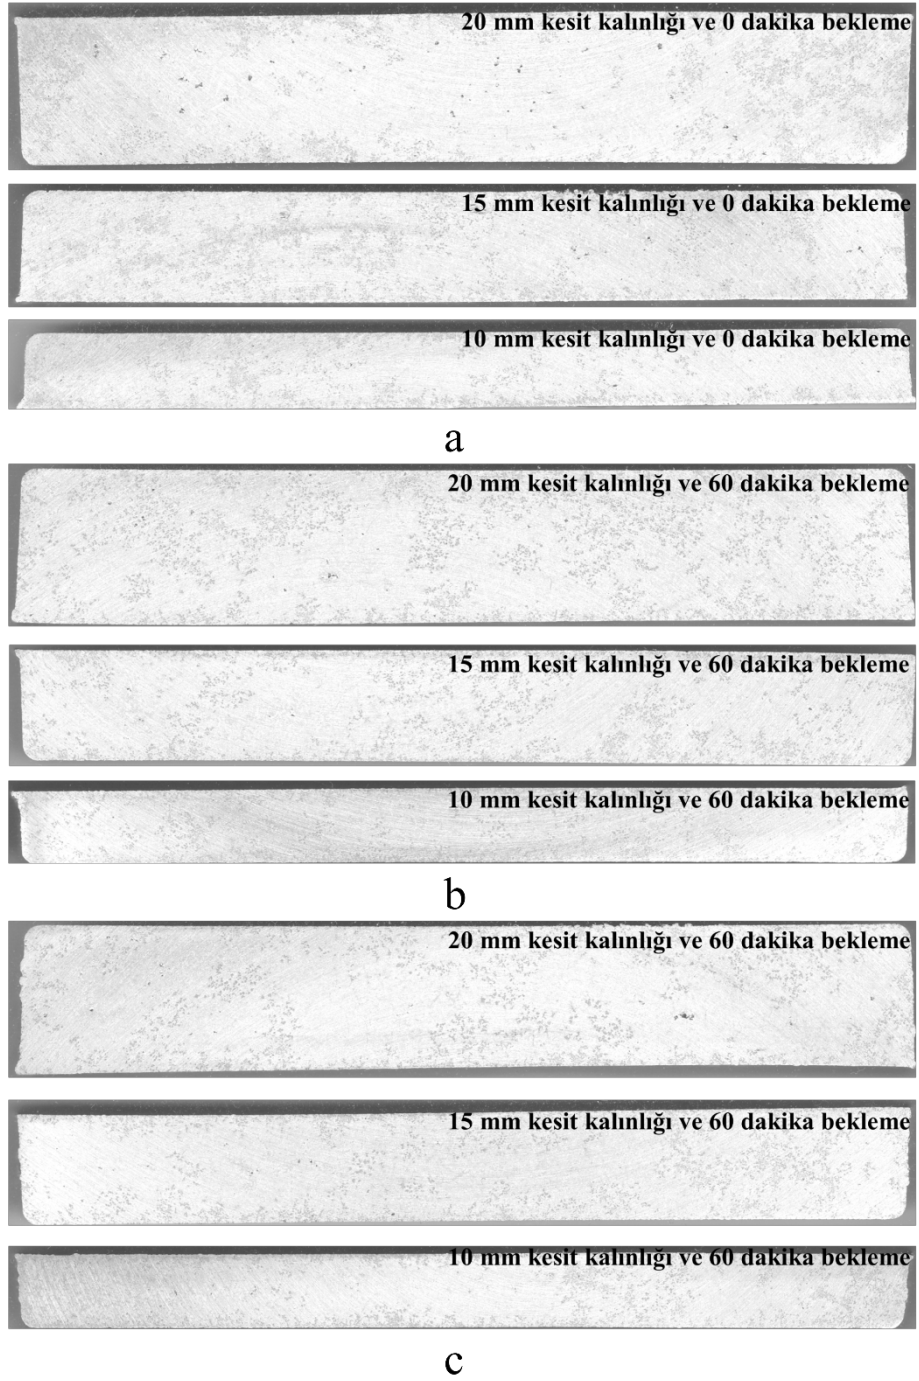 20 mm kesit kalınlığı ve 0 dakika bekleme
15 mm kesit kalınlığı ve 0 dakika bekleme
10 mm kesit kalınlığı ve 0 dakika bekleme
a
20 mm kesit kalınlığı ve 60 dakika bekleme
15 mm kesit kalınlığı ve 60 dakika bekleme
10 mm kesit kalınlığı ve 60 dakika bekleme
b
20 mm kesit kalınlığı ve 60 dakika bekleme
15 mm kesit kalınlığı ve 60 dakika bekleme
10 mm kesit kalınlığı ve 60 dakika bekleme
c